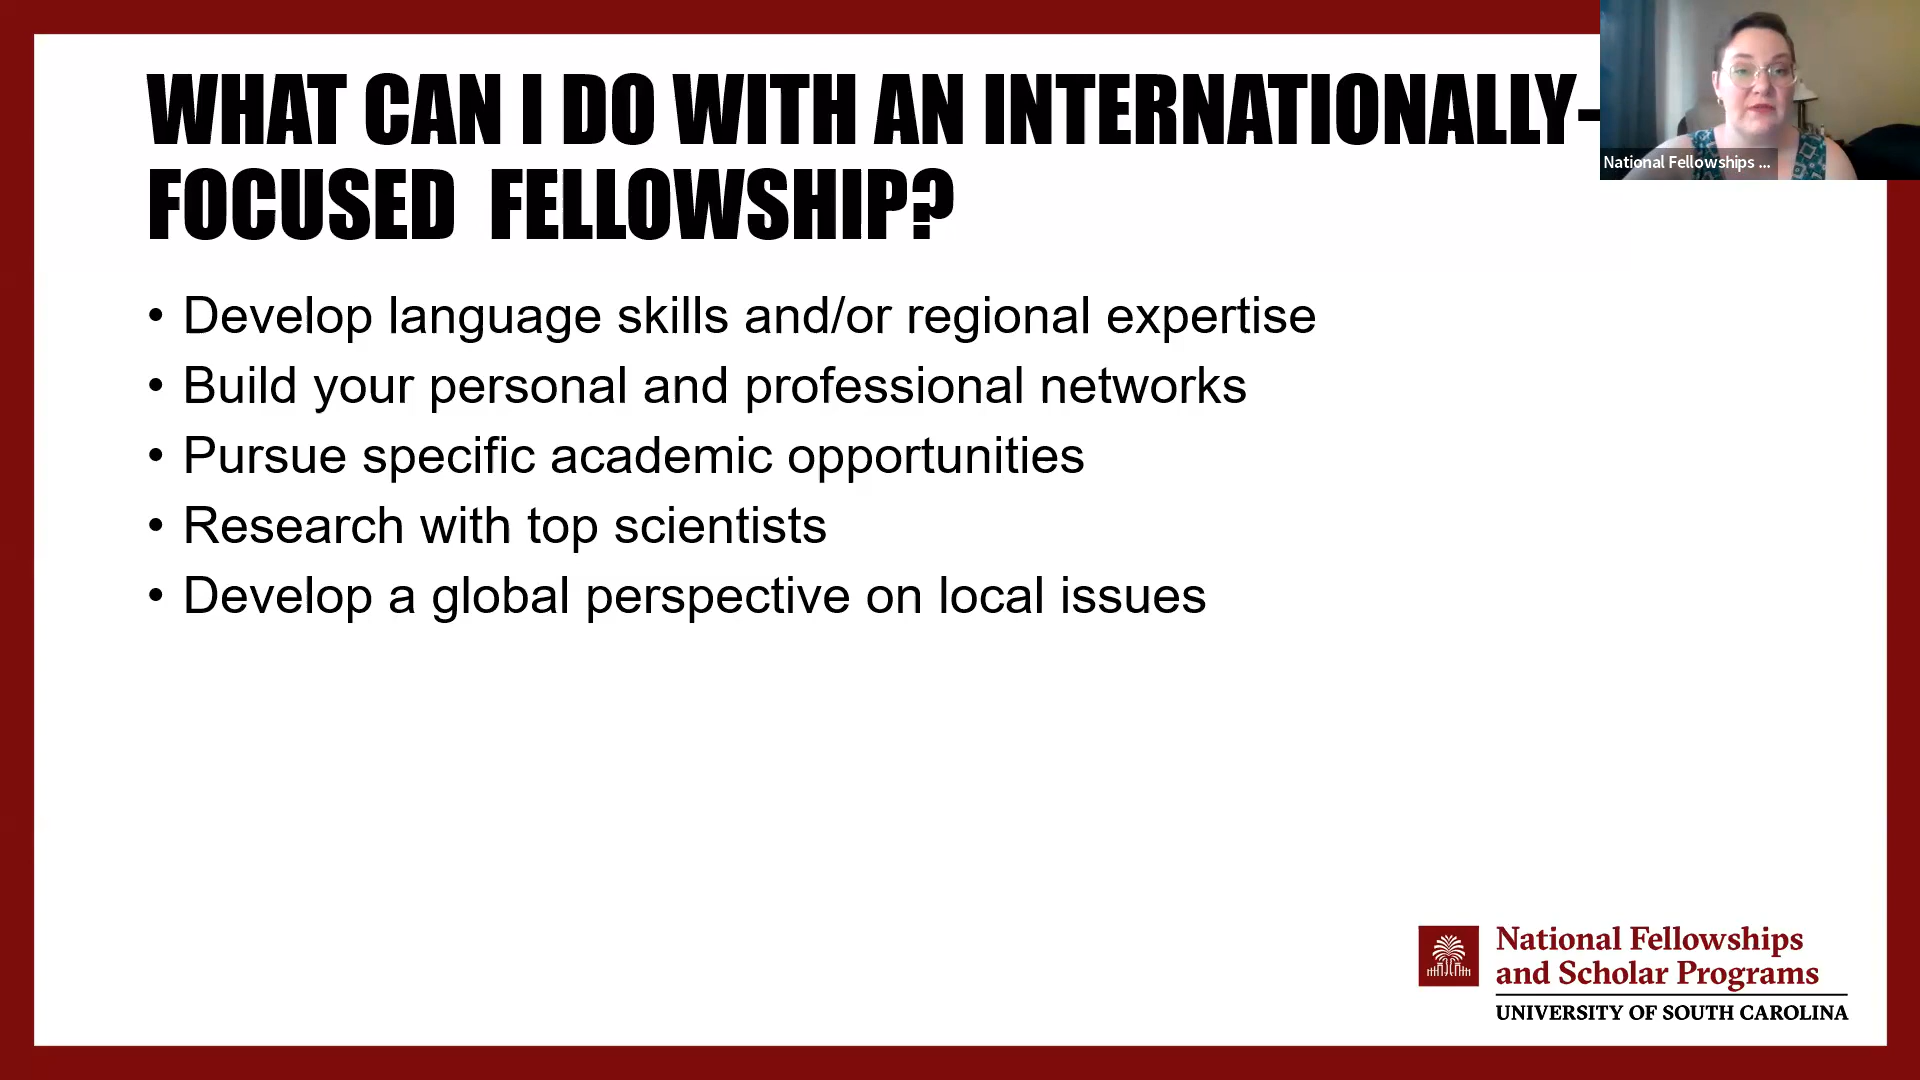 WHAT CAN I DO WITH AN INTERNATIONALLY-
FOCUSED FELLOWSHIP?
• Develop language skills and/or regional expertise
• Build your personal and professional networks
• Pursue specific academic opportunities
• Research with top scientists
• Develop a global perspective on local issues
National Fellowships ...
National Fellowships
and Scholar Programs
UNIVERSITY OF SOUTH CAROLINA